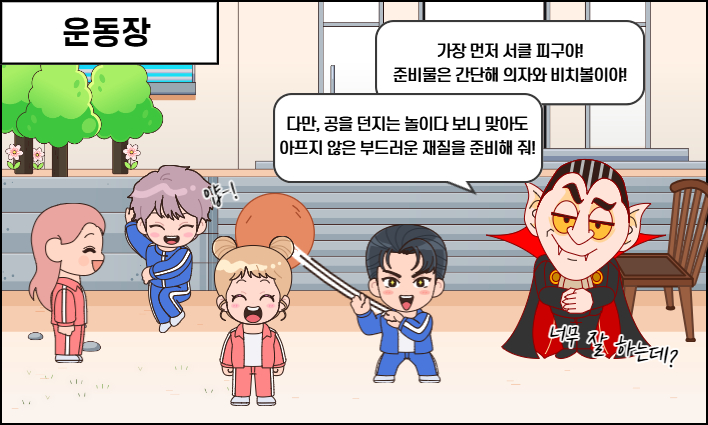 운동장
가장 먼저 서클 피구야!
준비물은 간단해 의자와 비치볼이야!
다만, 공을 던지는 놀이다 보니 맞아도
아프지 않은 부드러운 재질을 준비해 줘!
얍~!
너무 잘 하는데?